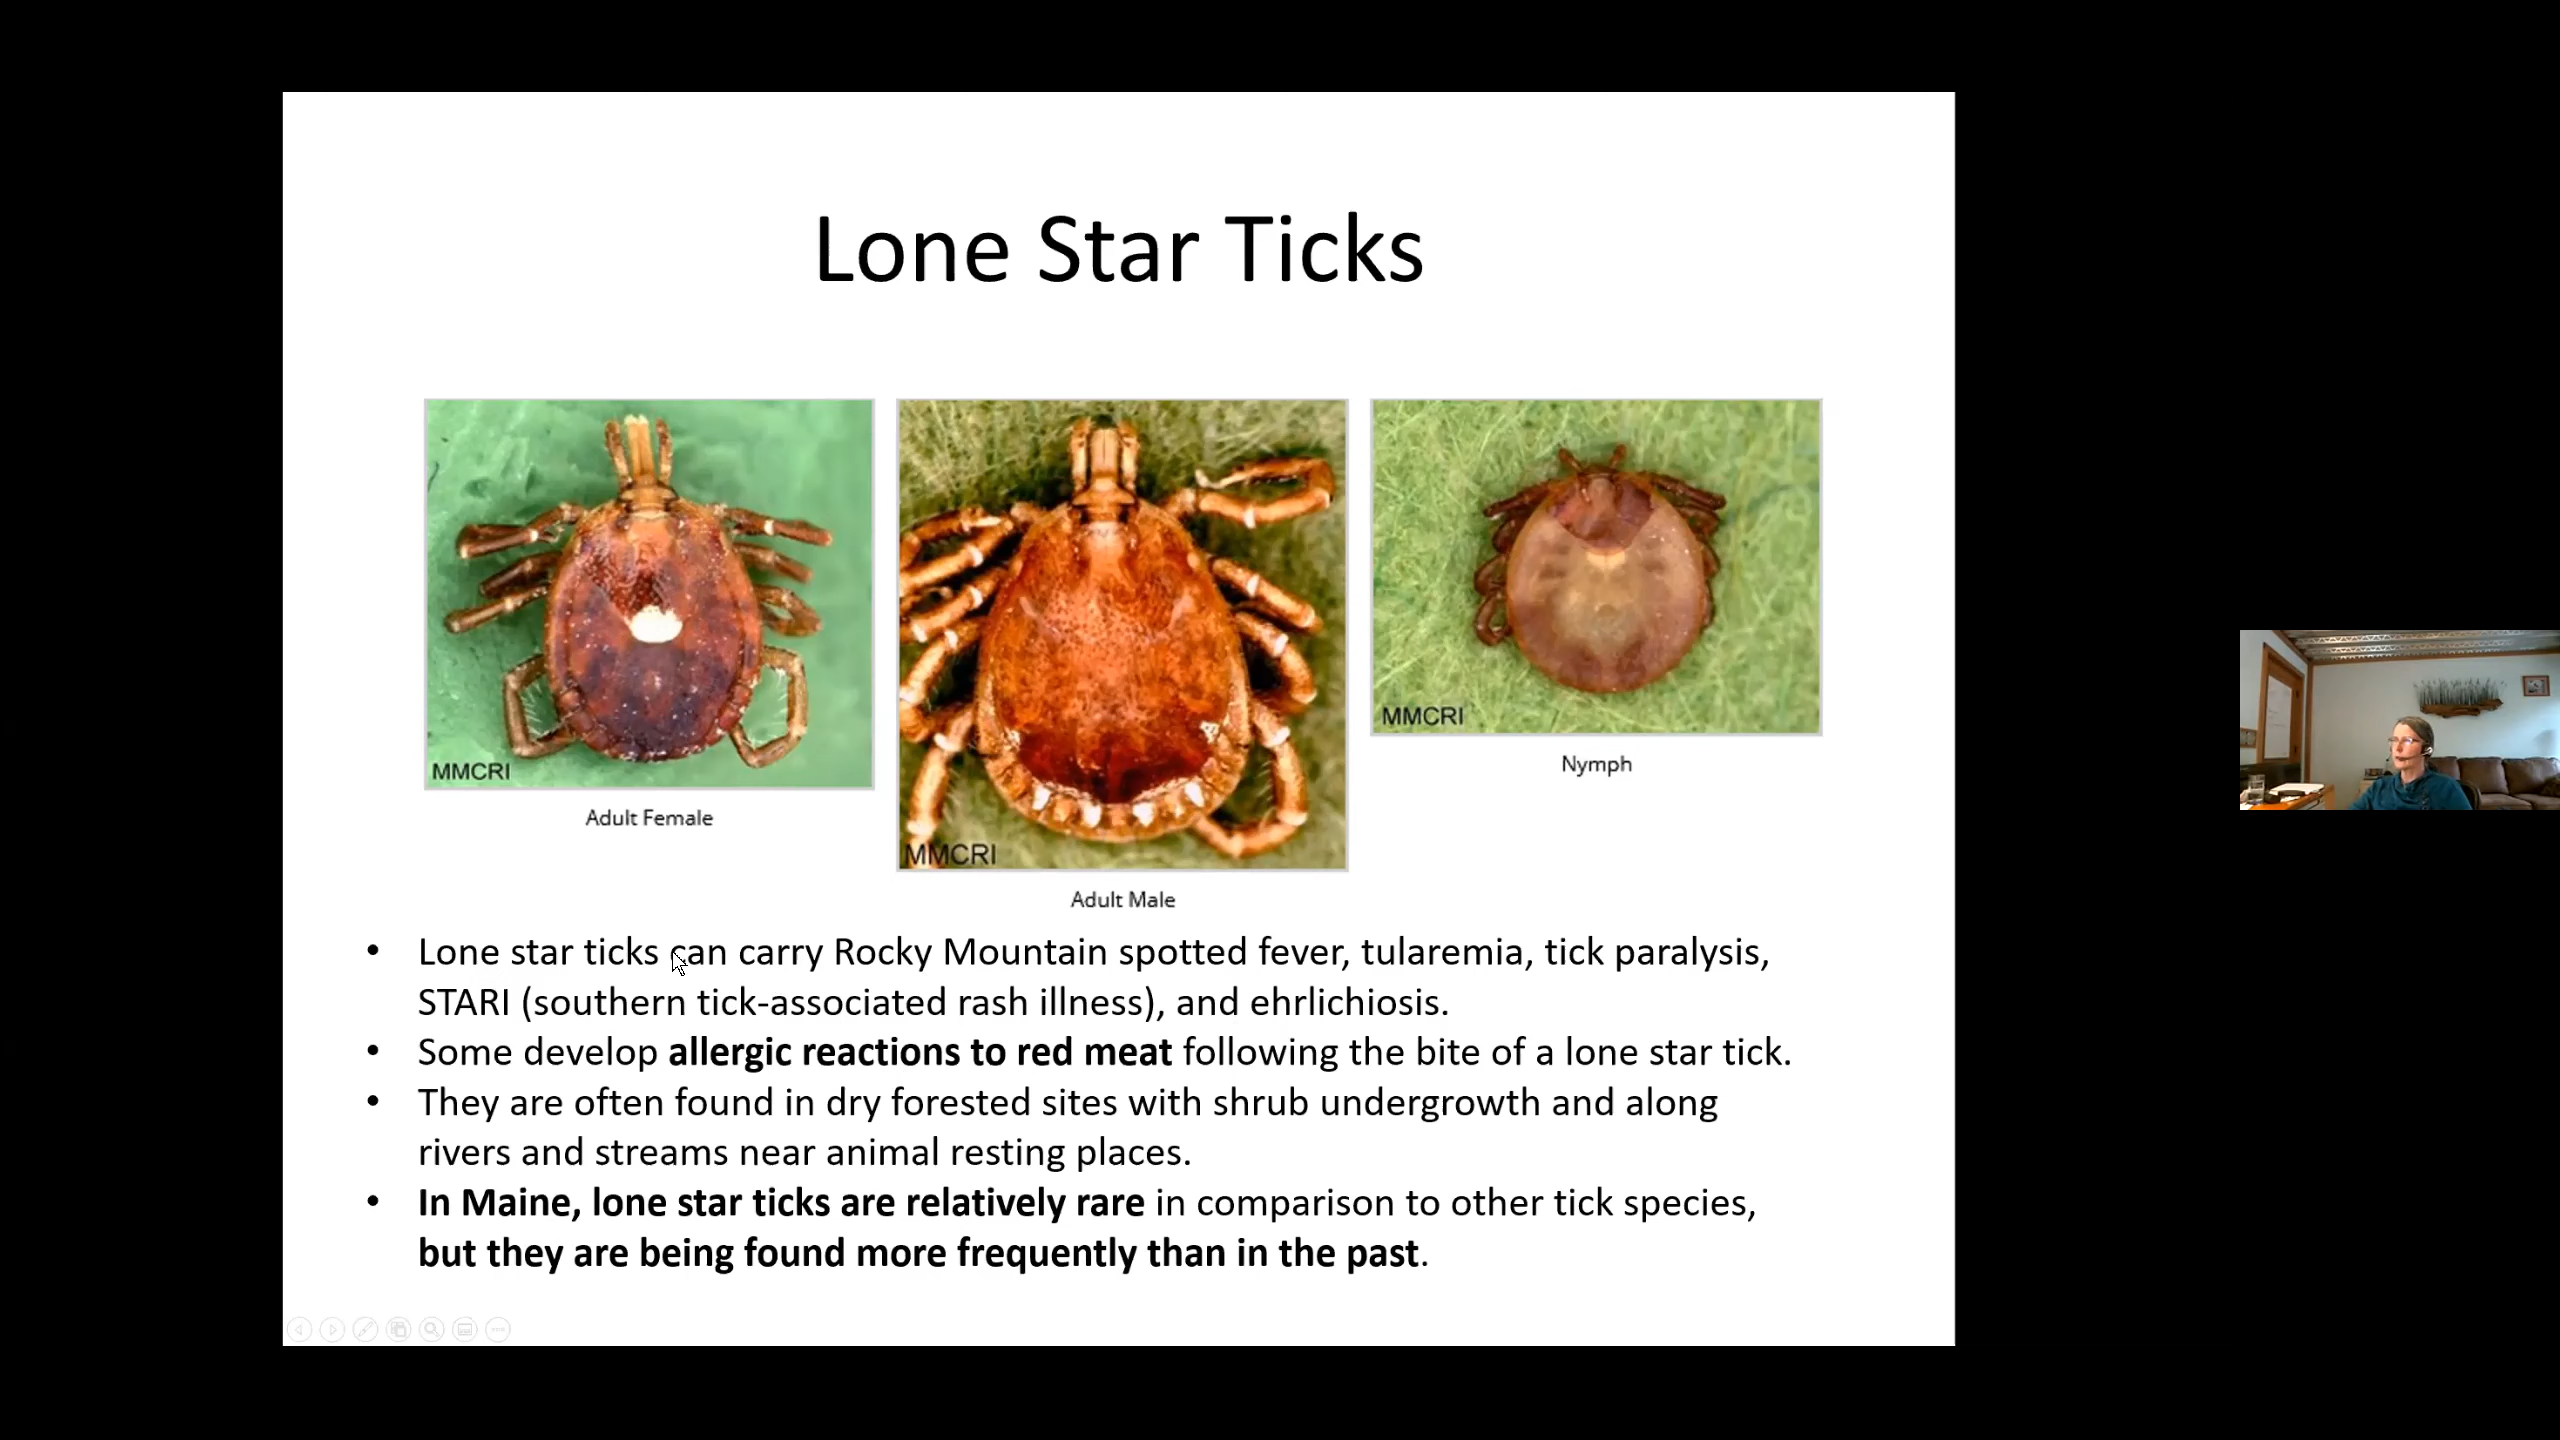 Lone Star Ticks
MMCRI
Adult Female
MMCRI
Adult Male
MMCRI
Nymph
• Lone star ticks can carry Rocky Mountain spotted fever, tularemia, tick paralysis,
STARI (southern tick-associated rash illness), and ehrlichiosis.
• Some develop allergic reactions to red meat following the bite of a lone star tick.
• They are often found in dry forested sites with shrub undergrowth and along
rivers and streams near animal resting places.
• In Maine, lone star ticks are relatively rare in comparison to other tick species,
but they are being found more frequently than in the past.